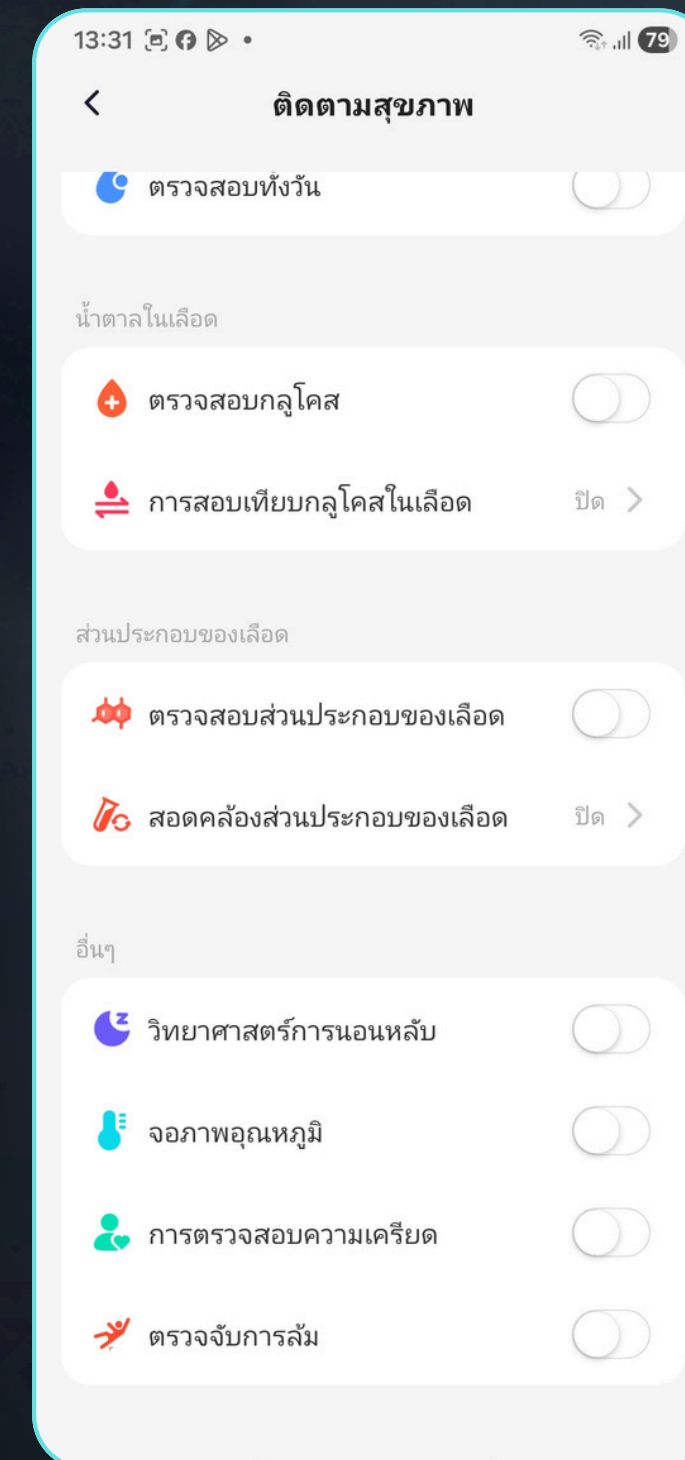 13:31
79
ติดตามสุขภาพ
ตรวจสอบทั้งวัน
น้ำตาลในเลือด
ตรวจสอบกลูโคส
การสอบเทียบกลูโคสในเลือด ปิด
ส่วนประกอบของเลือด
ตรวจสอบส่วนประกอบของเลือด
สอดคล้องส่วนประกอบของเลือด ปิด
อื่นๆ
วิทยาศาสตร์การนอนหลับ
จอภาพอุณหภูมิ
การตรวจสอบความเครียด
ตรวจจับการล้ม